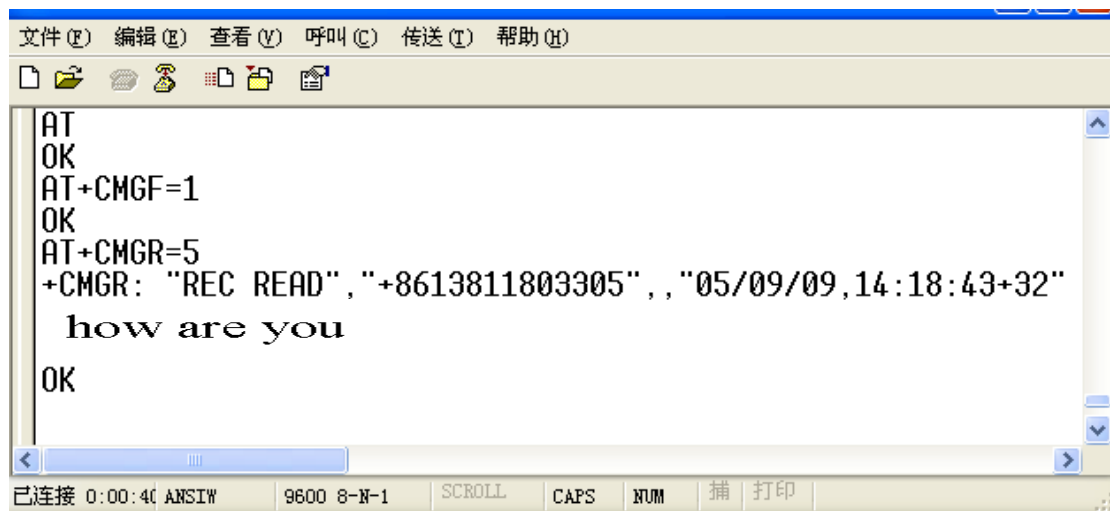 文件(F) 编辑(E) 查看(V) 呼叫(C) 传送(T) 帮助(H)
AT
OK
AT+CMGF=1
OK
AT+CMGR=5
+CMGR: "REC READ","+8613811803305",,"05/09/09,14:18:43+32"
how are you
OK
已连接 0:00:40 ANSIW 9600 8-N-1 SCROLL CAPS NUM 捕 打印